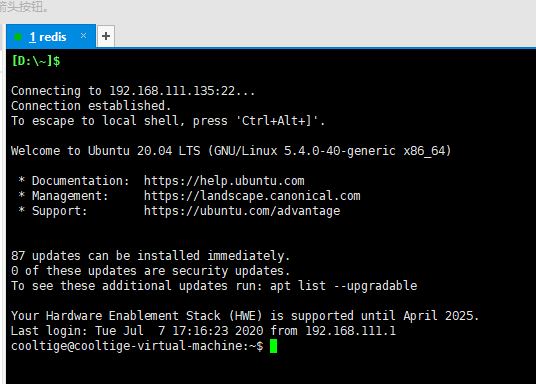 箭头按钮。
1 redis × +
[D:\~]$
Connecting to 192.168.111.135:22...
Connection established.
To escape to local shell, press 'Ctrl+Alt+]'.
Welcome to Ubuntu 20.04 LTS (GNU/Linux 5.4.0-40-generic x86_64)
* Documentation:  https://help.ubuntu.com
* Management:     https://landscape.canonical.com
* Support:        https://ubuntu.com/advantage
87 updates can be installed immediately.
0 of these updates are security updates.
To see these additional updates run: apt list --upgradable
Your Hardware Enablement Stack (HWE) is supported until April 2025.
Last login: Tue Jul  7 17:16:23 2020 from 192.168.111.1
cooltige@cooltige-virtual-machine:~$